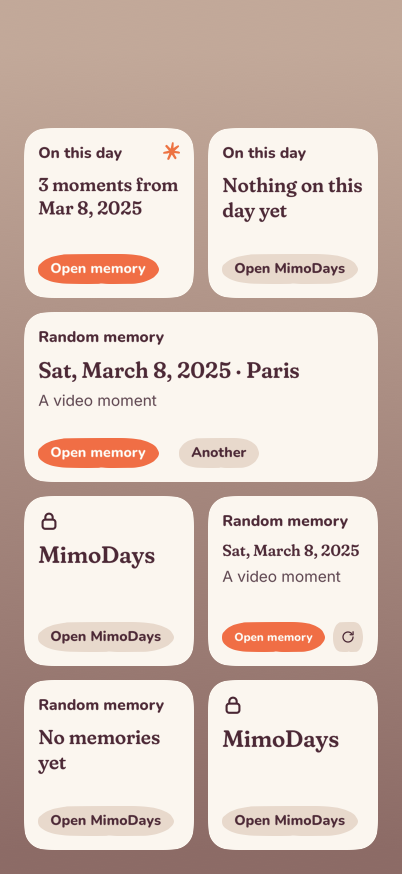 On this day
3 moments from
Mar 8, 2025
Open memory
On this day
Nothing on this
day yet
Open MimoDays
Random memory
Sat, March 8, 2025 · Paris
A video moment
Open memory
Another
MimoDays
Open MimoDays
Random memory
Sat, March 8, 2025
A video moment
Open memory
Random memory
No memories
yet
Open MimoDays
MimoDays
Open MimoDays